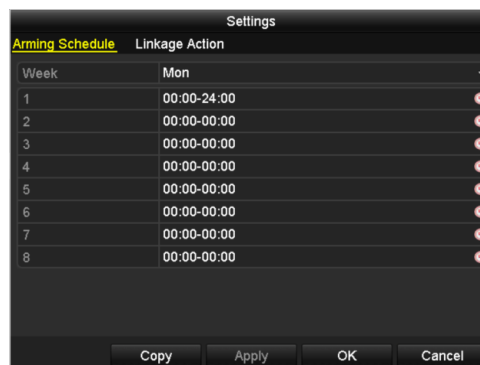 Settings
Arming Schedule Linkage Action
Week Mon
1 00:00-24:00
2 00:00-00:00
3 00:00-00:00
4 00:00-00:00
5 00:00-00:00
6 00:00-00:00
7 00:00-00:00
8 00:00-00:00
Copy Apply OK Cancel